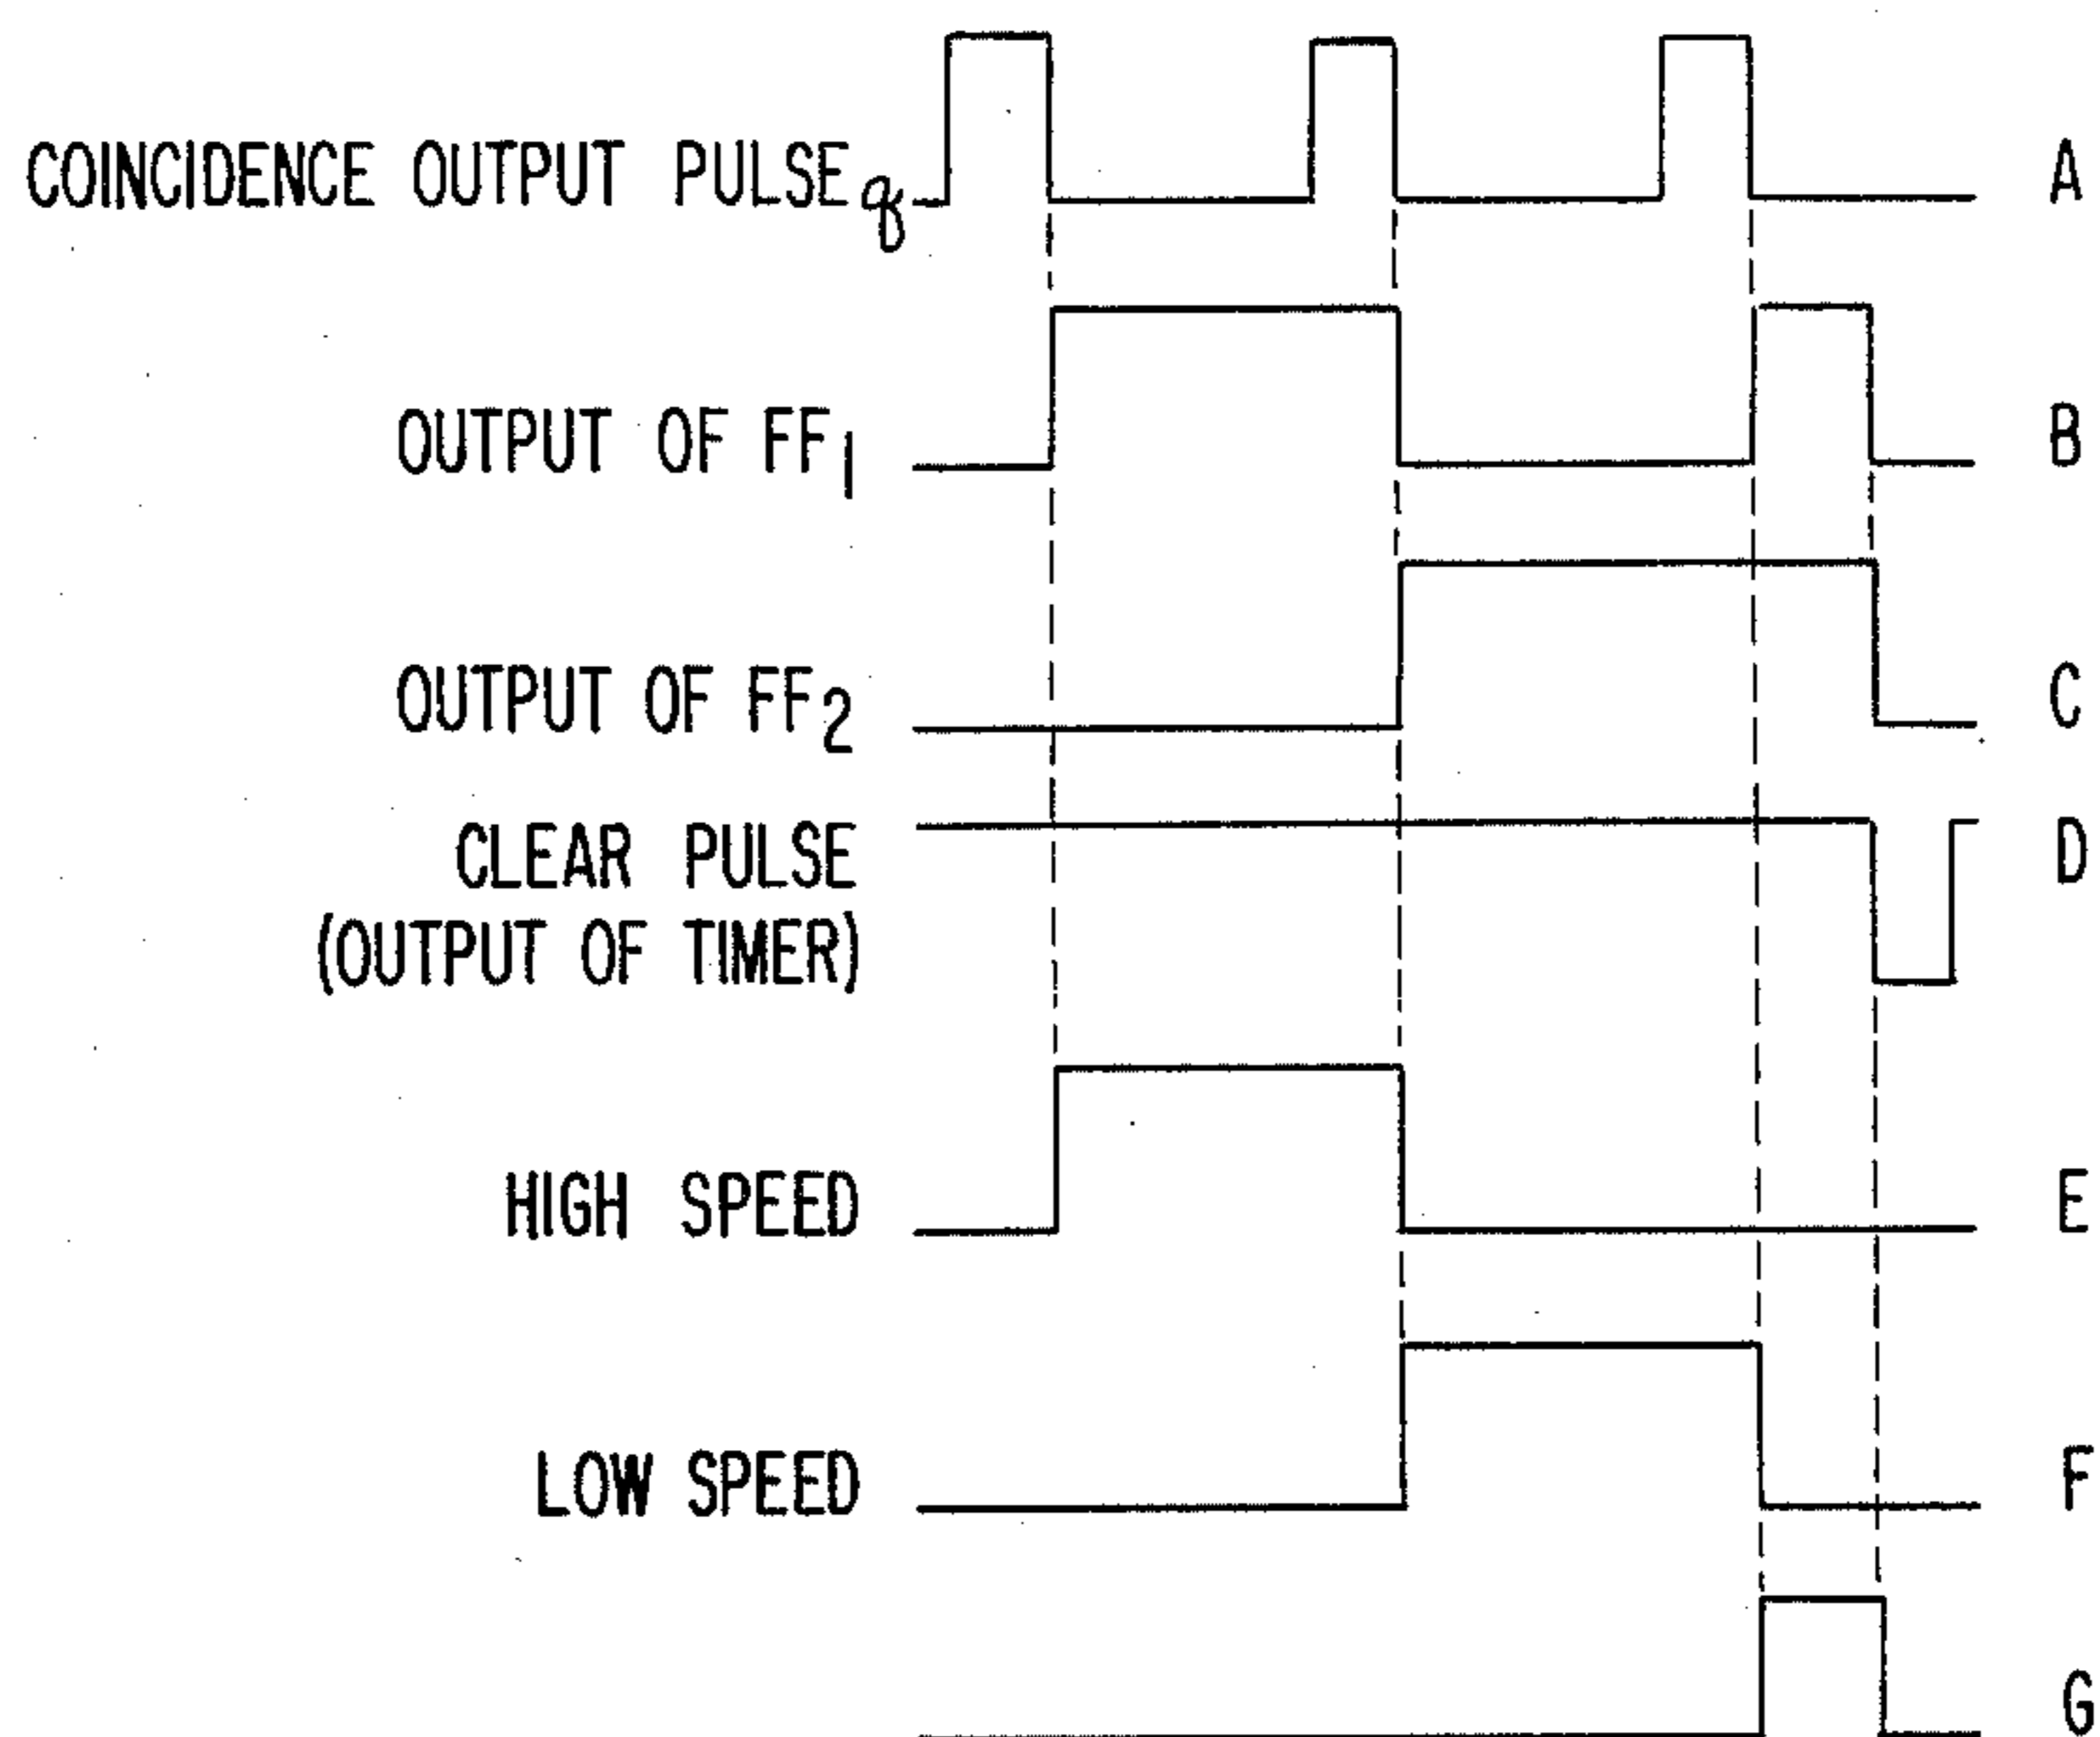 COINCIDENCE OUTPUT PULSE q A
OUTPUT OF FF1 B
OUTPUT OF FF2 C
CLEAR PULSE
(OUTPUT OF TIMER) D
HIGH SPEED E
LOW SPEED F
G